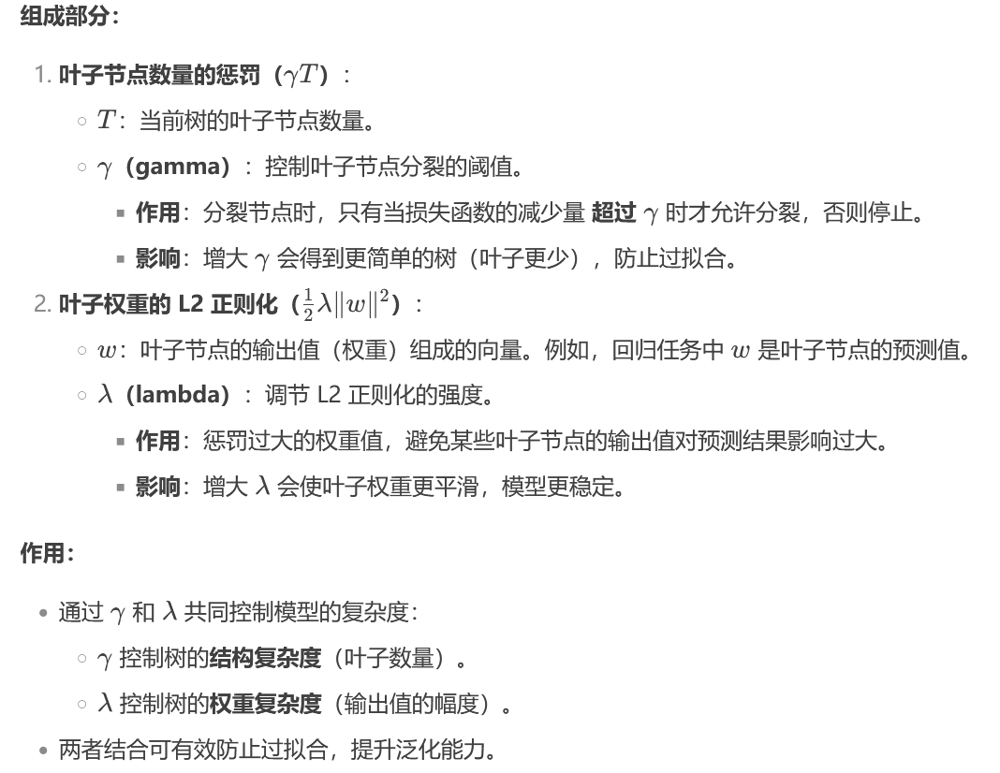 组成部分：
1. 叶子节点数量的惩罚（γT）：
○ T：当前树的叶子节点数量。
○ γ（gamma）：控制叶子节点分裂的阈值。
■ 作用：分裂节点时，只有当损失函数的减少量 超过 γ 时才允许分裂，否则停止。
■ 影响：增大 γ 会得到更简单的树（叶子更少），防止过拟合。
2. 叶子权重的 L2 正则化（½λ‖w‖²）：
○ w：叶子节点的输出值（权重）组成的向量。例如，回归任务中 w 是叶子节点的预测值。
○ λ（lambda）：调节 L2 正则化的强度。
■ 作用：惩罚过大的权重值，避免某些叶子节点的输出值对预测结果影响过大。
■ 影响：增大 λ 会使叶子权重更平滑，模型更稳定。
作用：
• 通过 γ 和 λ 共同控制模型的复杂度：
○ γ 控制树的结构复杂度（叶子数量）。
○ λ 控制树的权重复杂度（输出值的幅度）。
• 两者结合可有效防止过拟合，提升泛化能力。